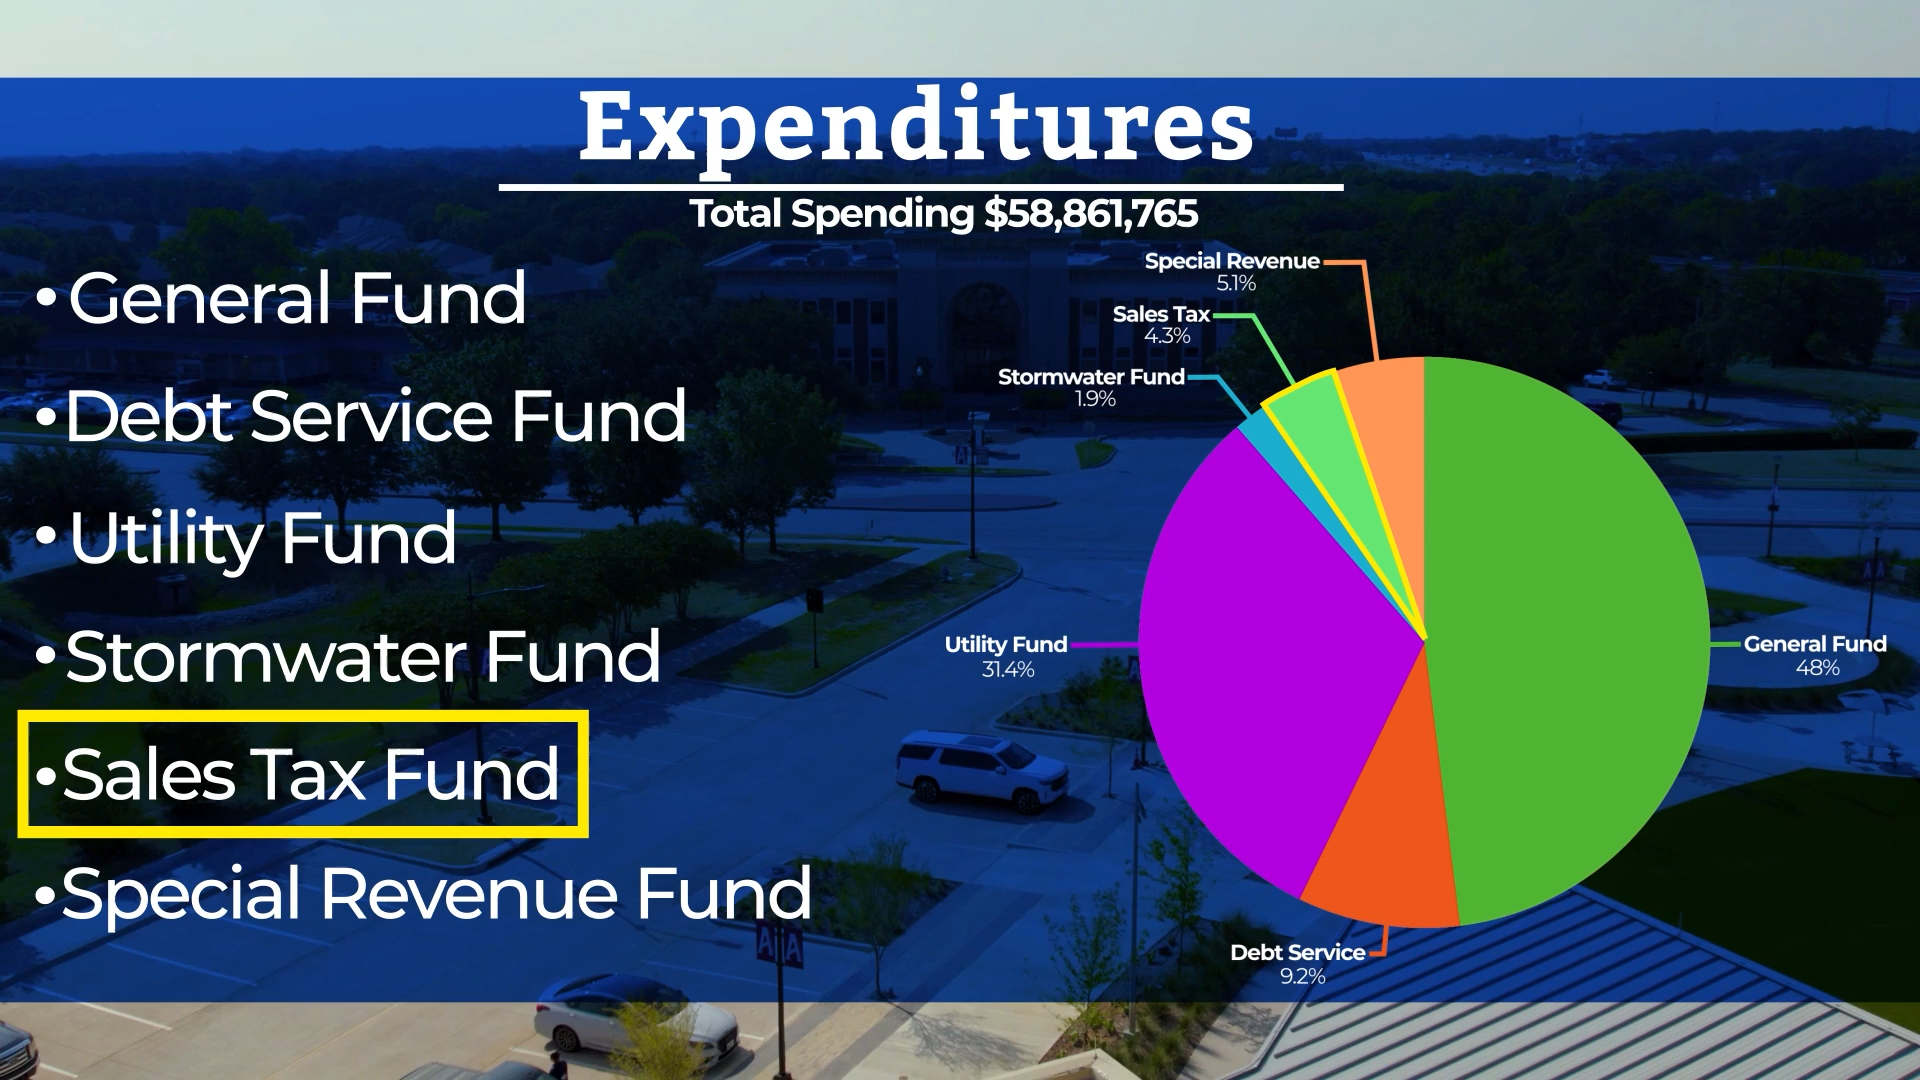 Expenditures
Total Spending $58,861,765
•General Fund
•Debt Service Fund
•Utility Fund
•Stormwater Fund
•Sales Tax Fund
•Special Revenue Fund
Special Revenue
5.1%
Sales Tax
4.3%
Stormwater Fund
1.9%
Utility Fund
31.4%
General Fund
48%
Debt Service
9.2%
A A